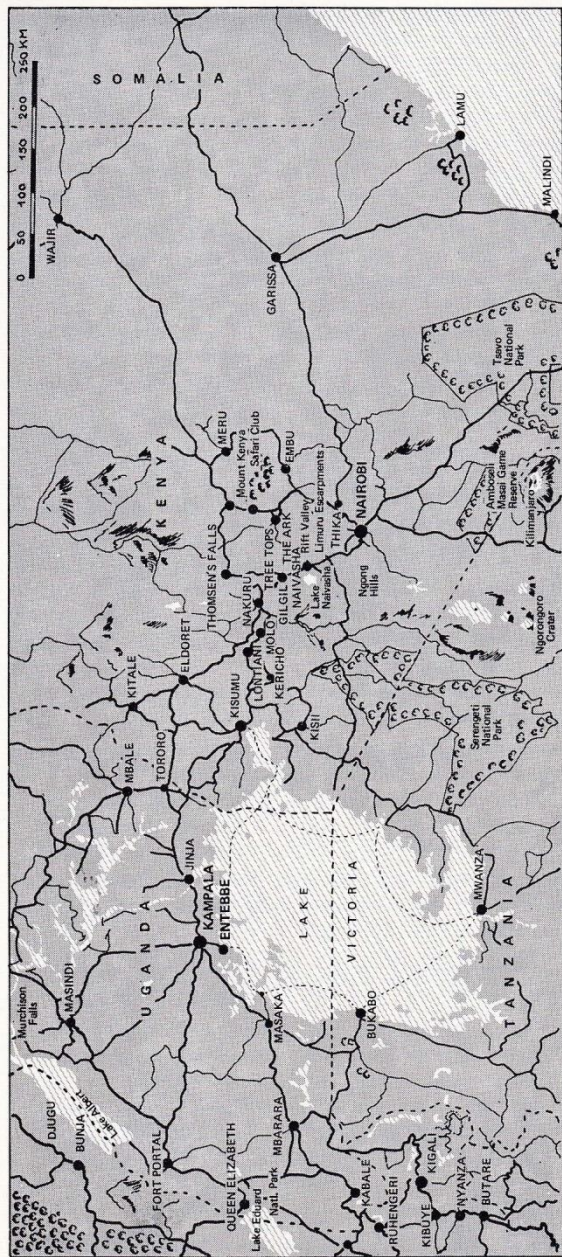 0 50 100 150 200 250 KM
SOMALIA
WAJIR
GARISSA
LAMU
MALINDI
KENYA
MERU
Mount Kenya
Safari Club
EMBU
THOMSEN'S FALLS
TREE TOPS
THE ARK
NAKURU
GILGIL
NAIVASHA
Rift Valley
Limuru Escarpments
Lake
Naivasha
THIKA
NAIROBI
Ngong
Hills
Tsavo
National
Park
Amboseli
Masai Game
Reserve
Kilimanjaro
Ngorongoro
Crater
Serengeti
National
Park
KITALE
ELDORET
MOLO
LONTIANI
KERICHO
KISUMU
KISII
MBALE
TORORO
JINJA
KAMPALA
ENTEBBE
UGANDA
LAKE
VICTORIA
MWANZA
TANZANIA
Murchison
Falls
MASINDI
MASAKA
BUKABO
DJUGU
BUNJA
Lake Albert
FORT PORTAL
QUEEN ELIZABETH
Natl. Park
Lake Eduard
MBARARA
KABALE
RUHENGERI
KIGALI
KIBUYE
NYANZA
BUTARE